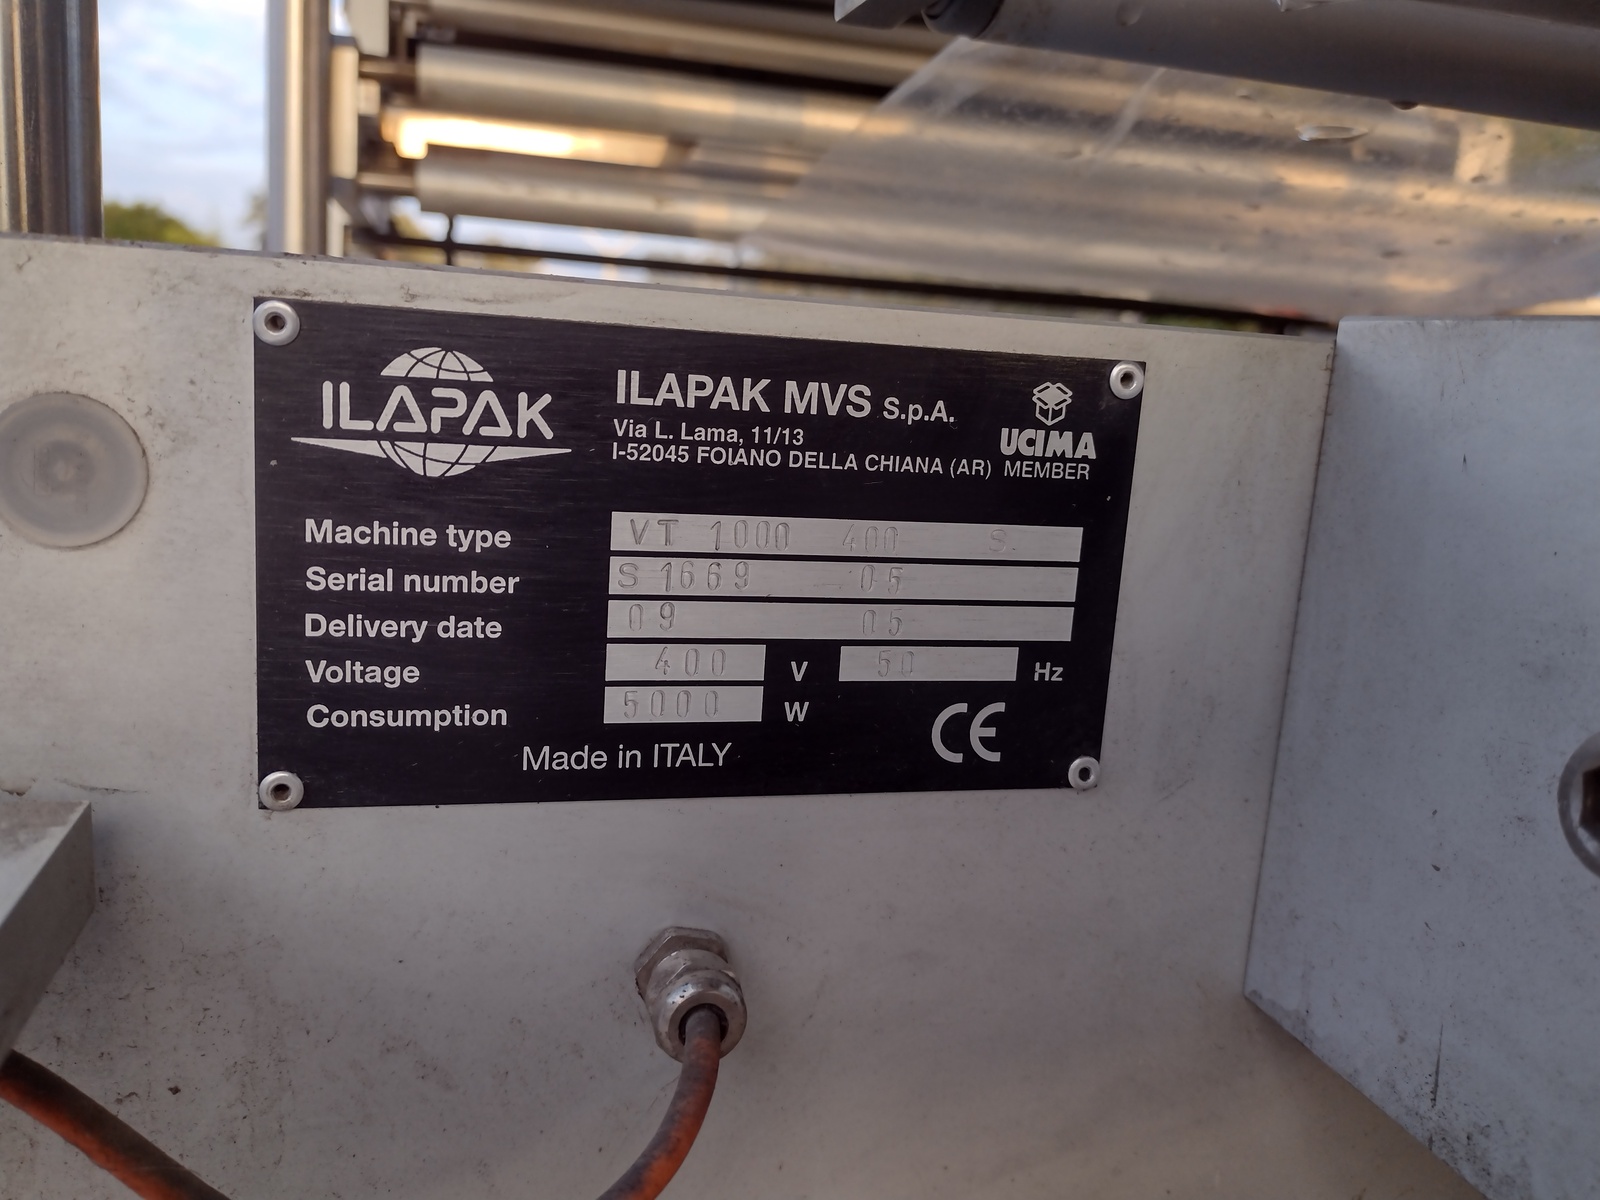 ILAPAK
ILAPAK MVS S.p.A.
Via L. Lama, 11/13
I-52045 FOIANO DELLA CHIANA (AR)
UCIMA
MEMBER
Machine type VT 1000 400 S
Serial number S 1669 05
Delivery date 09 05
Voltage 400 V 50 Hz
Consumption 5000 W
Made in ITALY
CE